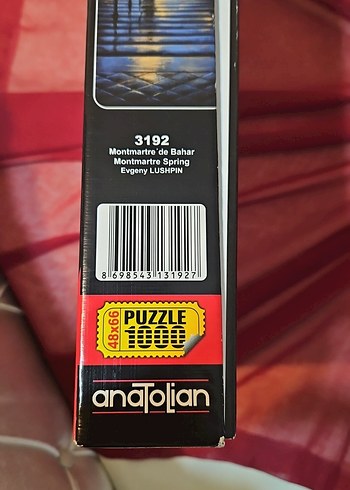 3192
Montmartre'de Bahar
Montmartre Spring
Evgeny LUSHPIN
8 698543 131927
48x66
PUZZLE
1000
anaTolian